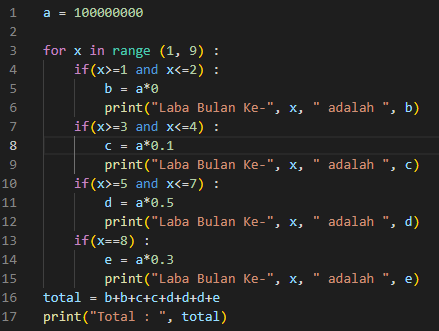 1 a = 100000000
2
3 for x in range (1, 9) :
4     if(x>=1 and x<=2) :
5         b = a*0
6         print("Laba Bulan Ke-", x, " adalah ", b)
7     if(x>=3 and x<=4) :
8         c = a*0.1
9         print("Laba Bulan Ke-", x, " adalah ", c)
10     if(x>=5 and x<=7) :
11         d = a*0.5
12         print("Laba Bulan Ke-", x, " adalah ", d)
13     if(x==8) :
14         e = a*0.3
15         print("Laba Bulan Ke-", x, " adalah ", e)
16 total = b+b+c+c+d+d+d+e
17 print("Total : ", total)